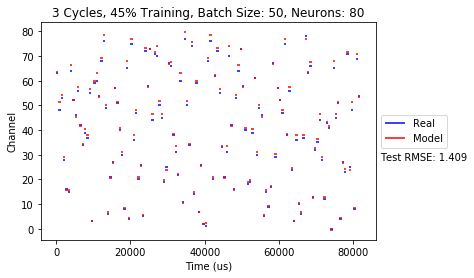 3 Cycles, 45% Training, Batch Size: 50, Neurons: 80
80
70
60
50
40
30
20
10
0
Channel
0 20000 40000 60000 80000
Time (us)
Real
Model
Test RMSE: 1.409